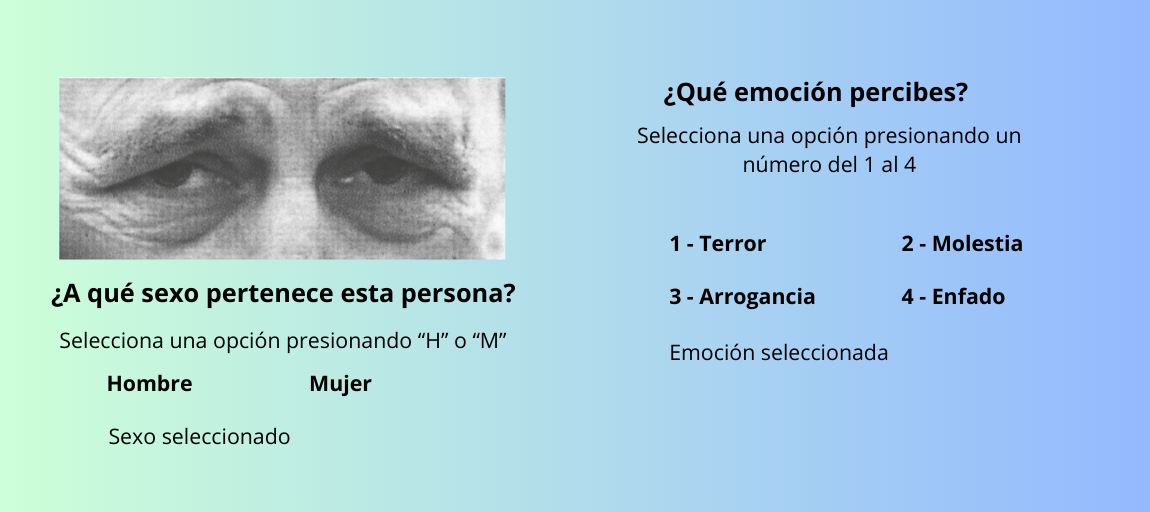 ¿A qué sexo pertenece esta persona?
Selecciona una opción presionando “H” o “M”
Hombre Mujer
Sexo seleccionado
¿Qué emoción percibes?
Selecciona una opción presionando un
número del 1 al 4
1 - Terror 2 - Molestia
3 - Arrogancia 4 - Enfado
Emoción seleccionada